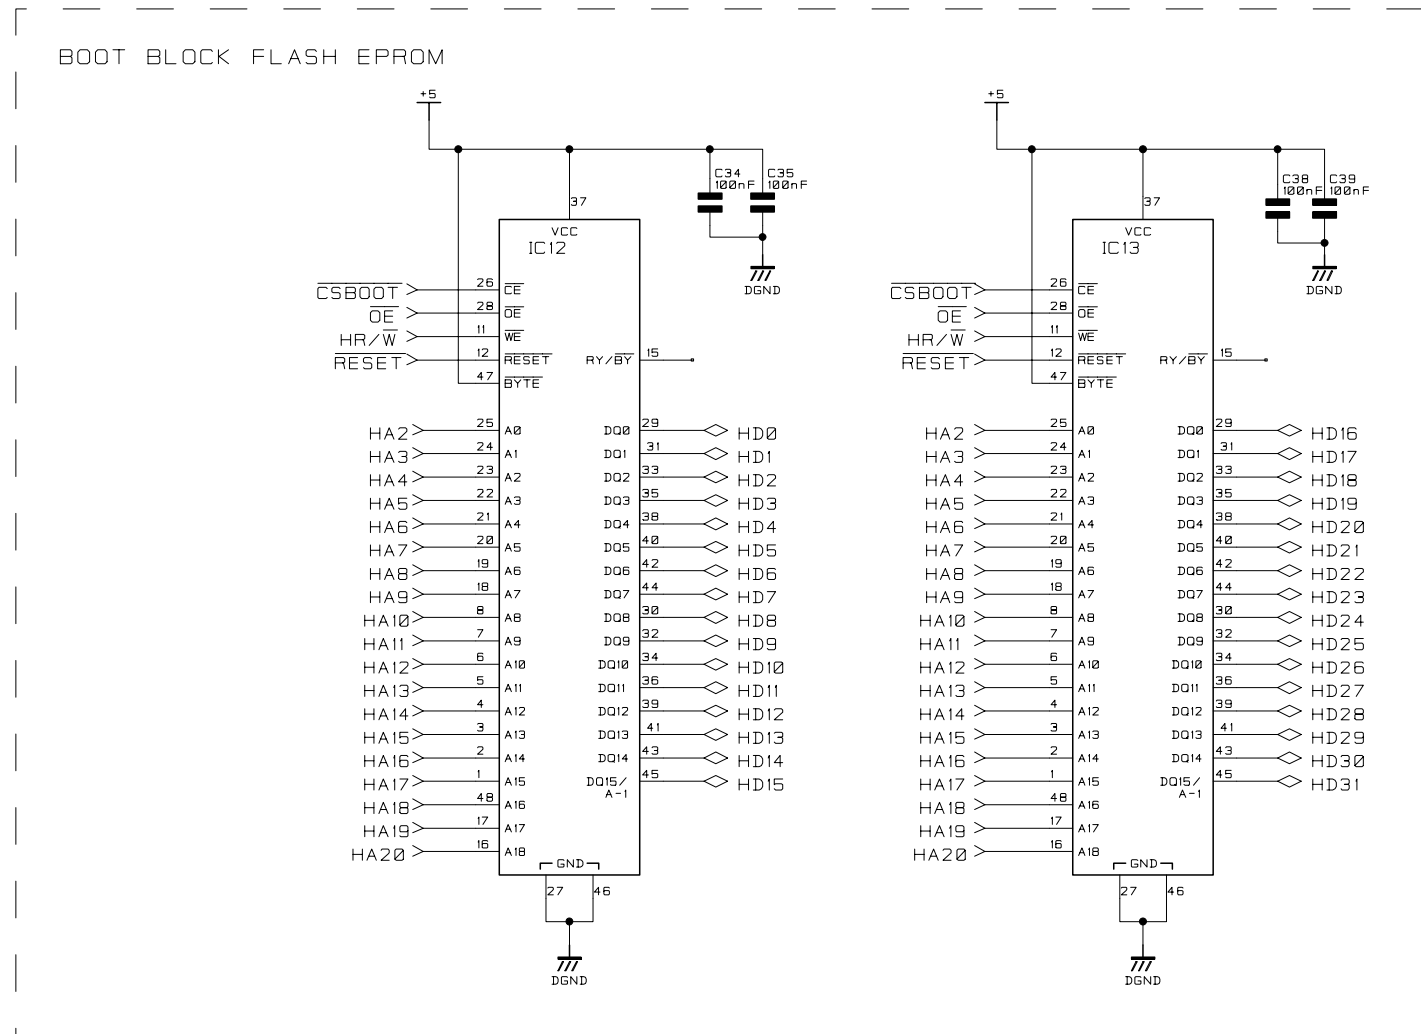 BOOT BLOCK FLASH EPROM
+5
C34
100nF
C35
100nF
37
VCC
IC12
DGND
CSBOOT 26 CE
OE 28 OE
HR/W 11 WE
RESET 12 RESET RY/BY 15
47 BYTE
HA2 25 A0 DQ0 29 HD0
HA3 24 A1 DQ1 31 HD1
HA4 23 A2 DQ2 33 HD2
HA5 22 A3 DQ3 35 HD3
HA6 21 A4 DQ4 38 HD4
HA7 20 A5 DQ5 40 HD5
HA8 19 A6 DQ6 42 HD6
HA9 18 A7 DQ7 44 HD7
HA10 8 A8 DQ8 30 HD8
HA11 7 A9 DQ9 32 HD9
HA12 6 A10 DQ10 34 HD10
HA13 5 A11 DQ11 36 HD11
HA14 4 A12 DQ12 39 HD12
HA15 3 A13 DQ13 41 HD13
HA16 2 A14 DQ14 43 HD14
HA17 1 A15 DQ15/ 45 HD15
A-1
HA18 48 A16
HA19 17 A17
HA20 16 A18
GND
27 46
DGND
+5
C38
100nF
C39
100nF
37
VCC
IC13
DGND
CSBOOT 26 CE
OE 28 OE
HR/W 11 WE
RESET 12 RESET RY/BY 15
47 BYTE
HA2 25 A0 DQ0 29 HD16
HA3 24 A1 DQ1 31 HD17
HA4 23 A2 DQ2 33 HD18
HA5 22 A3 DQ3 35 HD19
HA6 21 A4 DQ4 38 HD20
HA7 20 A5 DQ5 40 HD21
HA8 19 A6 DQ6 42 HD22
HA9 18 A7 DQ7 44 HD23
HA10 8 A8 DQ8 30 HD24
HA11 7 A9 DQ9 32 HD25
HA12 6 A10 DQ10 34 HD26
HA13 5 A11 DQ11 36 HD27
HA14 4 A12 DQ12 39 HD28
HA15 3 A13 DQ13 41 HD29
HA16 2 A14 DQ14 43 HD30
HA17 1 A15 DQ15/ 45 HD31
A-1
HA18 48 A16
HA19 17 A17
HA20 16 A18
GND
27 46
DGND